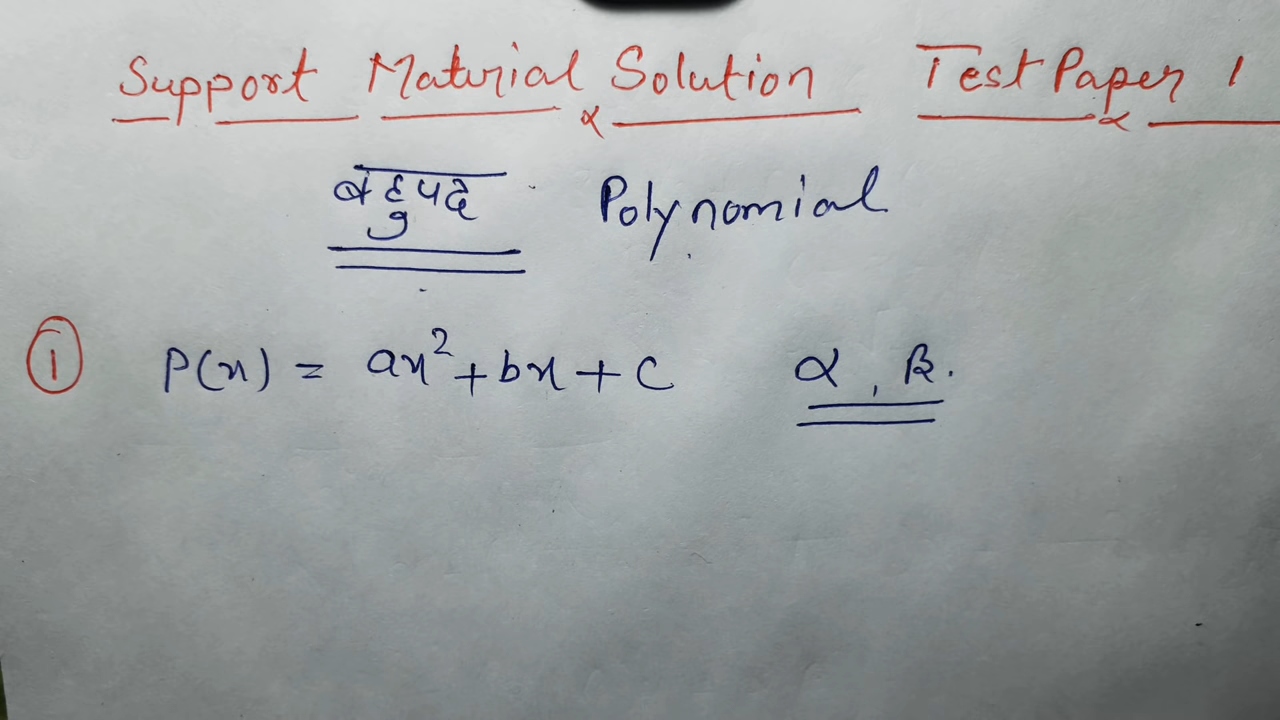 Support Material Solution Test Paper 1
बहुपद Polynomial
① P(x) = ax²+bx+c α, β.